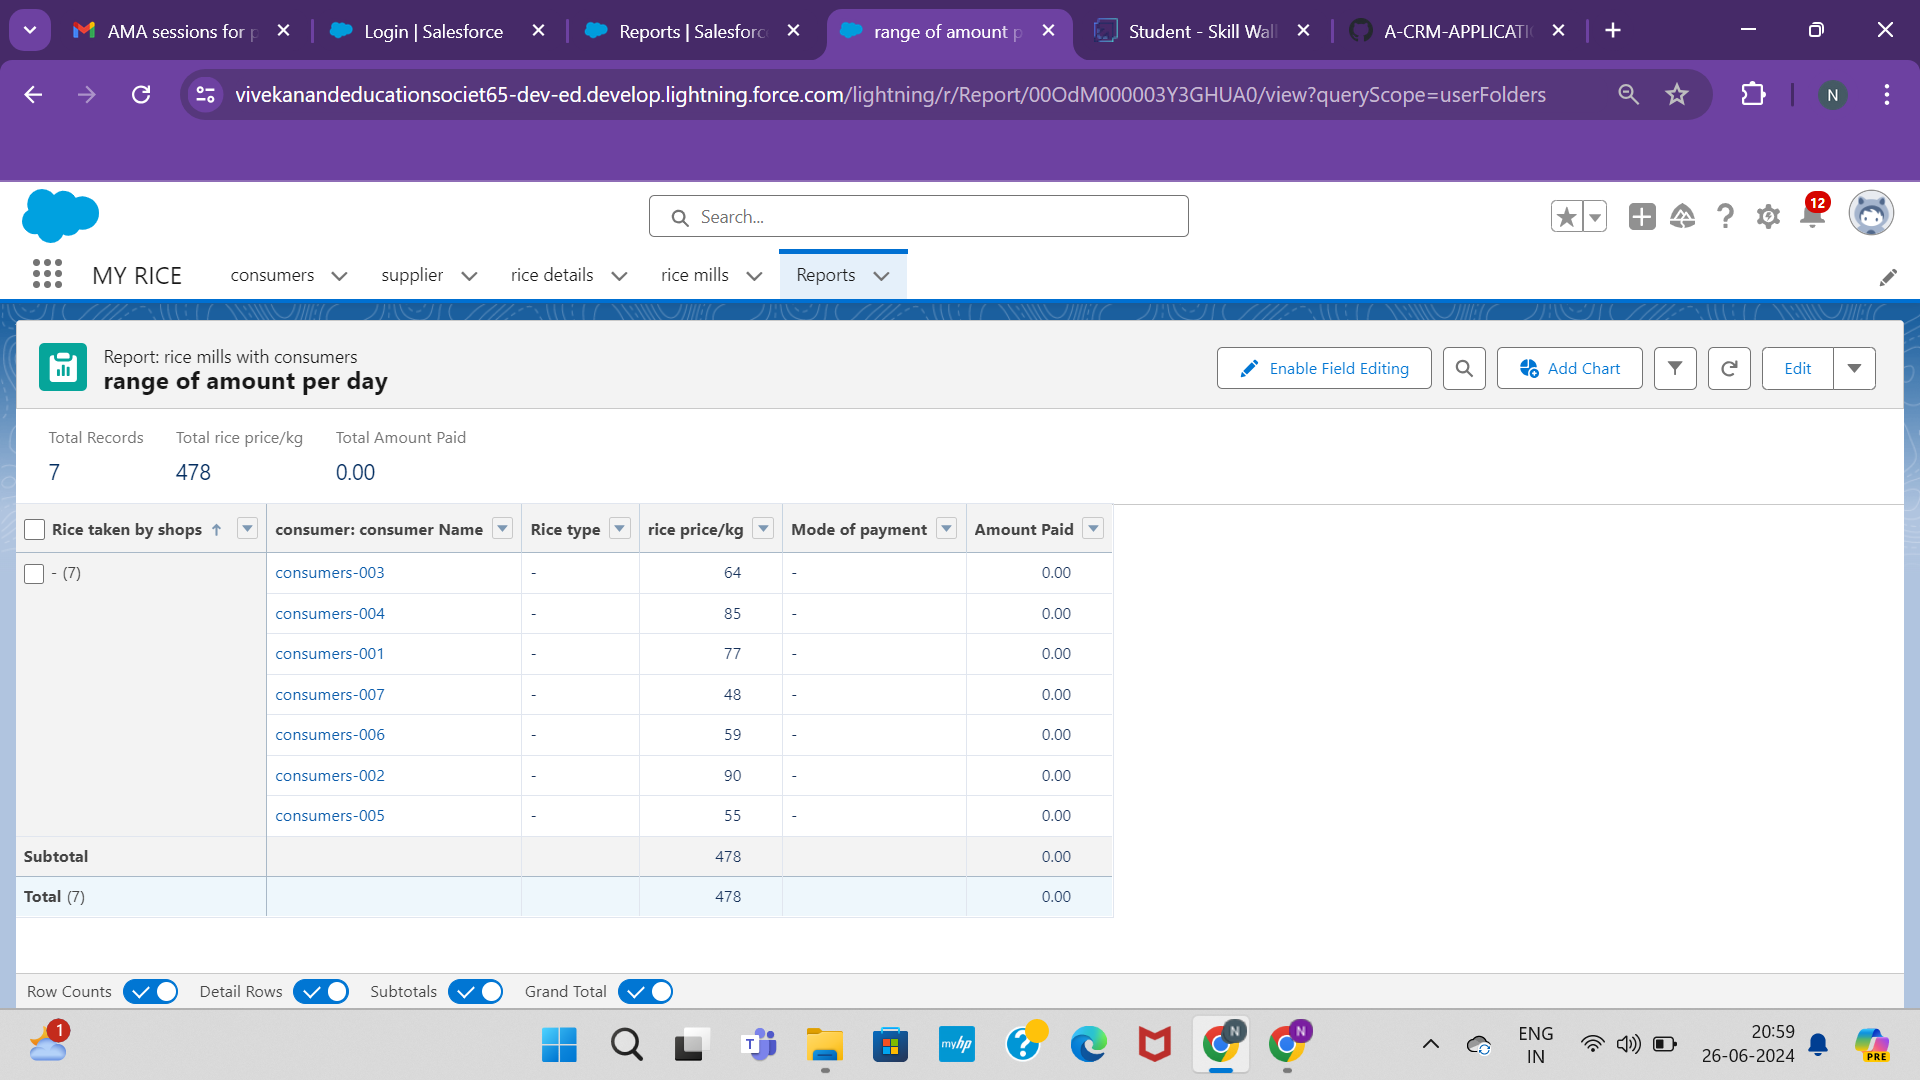 AMA sessions for p
Login | Salesforce
Reports | Salesforc
range of amount p
Student - Skill Wall
A-CRM-APPLICATI
vivekanandeducationsociet65-dev-ed.develop.lightning.force.com/lightning/r/Report/00OdM000003Y3GHUA0/view?queryScope=userFolders
N
Search...
12
MY RICE
consumers
supplier
rice details
rice mills
Reports
Report: rice mills with consumers
range of amount per day
Enable Field Editing
Add Chart
Edit
Total Records
Total rice price/kg
Total Amount Paid
7
478
0.00
Rice taken by shops ↑ consumer: consumer Name Rice type rice price/kg Mode of payment Amount Paid
- (7) consumers-003 - 64 - 0.00
consumers-004 - 85 - 0.00
consumers-001 - 77 - 0.00
consumers-007 - 48 - 0.00
consumers-006 - 59 - 0.00
consumers-002 - 90 - 0.00
consumers-005 - 55 - 0.00
Subtotal 478 0.00
Total (7) 478 0.00
Row Counts
Detail Rows
Subtotals
Grand Total
1
T
myhp
?
N
N
ENG
IN
20:59
26-06-2024
PRE